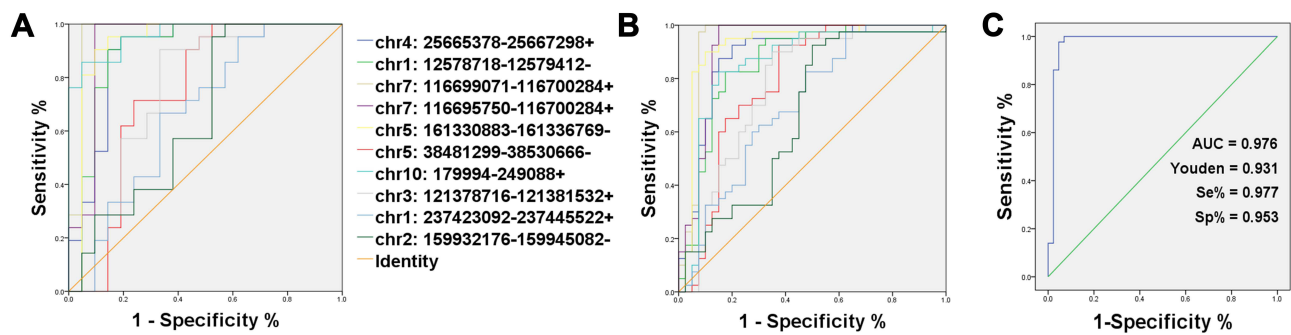 A
Sensitivity %
1.0
0.8
0.6
0.4
0.2
0.0
0.0 0.2 0.4 0.6 0.8 1.0
1 - Specificity %
chr4: 25665378-25667298+
chr1: 12578718-12579412-
chr7: 116699071-116700284+
chr7: 116695750-116700284+
chr5: 161330883-161336769-
chr5: 38481299-38530666-
chr10: 179994-249088+
chr3: 121378716-121381532+
chr1: 237423092-237445522+
chr2: 159932176-159945082-
Identity
B
Sensitivity %
1.0
0.8
0.6
0.4
0.2
0.0
0.0 0.2 0.4 0.6 0.8 1.0
1 - Specificity %
C
Sensitivity %
1.0
0.8
0.6
0.4
0.2
0.0
0.0 0.2 0.4 0.6 0.8 1.0
AUC = 0.976
Youden = 0.931
Se% = 0.977
Sp% = 0.953
1-Specificity %